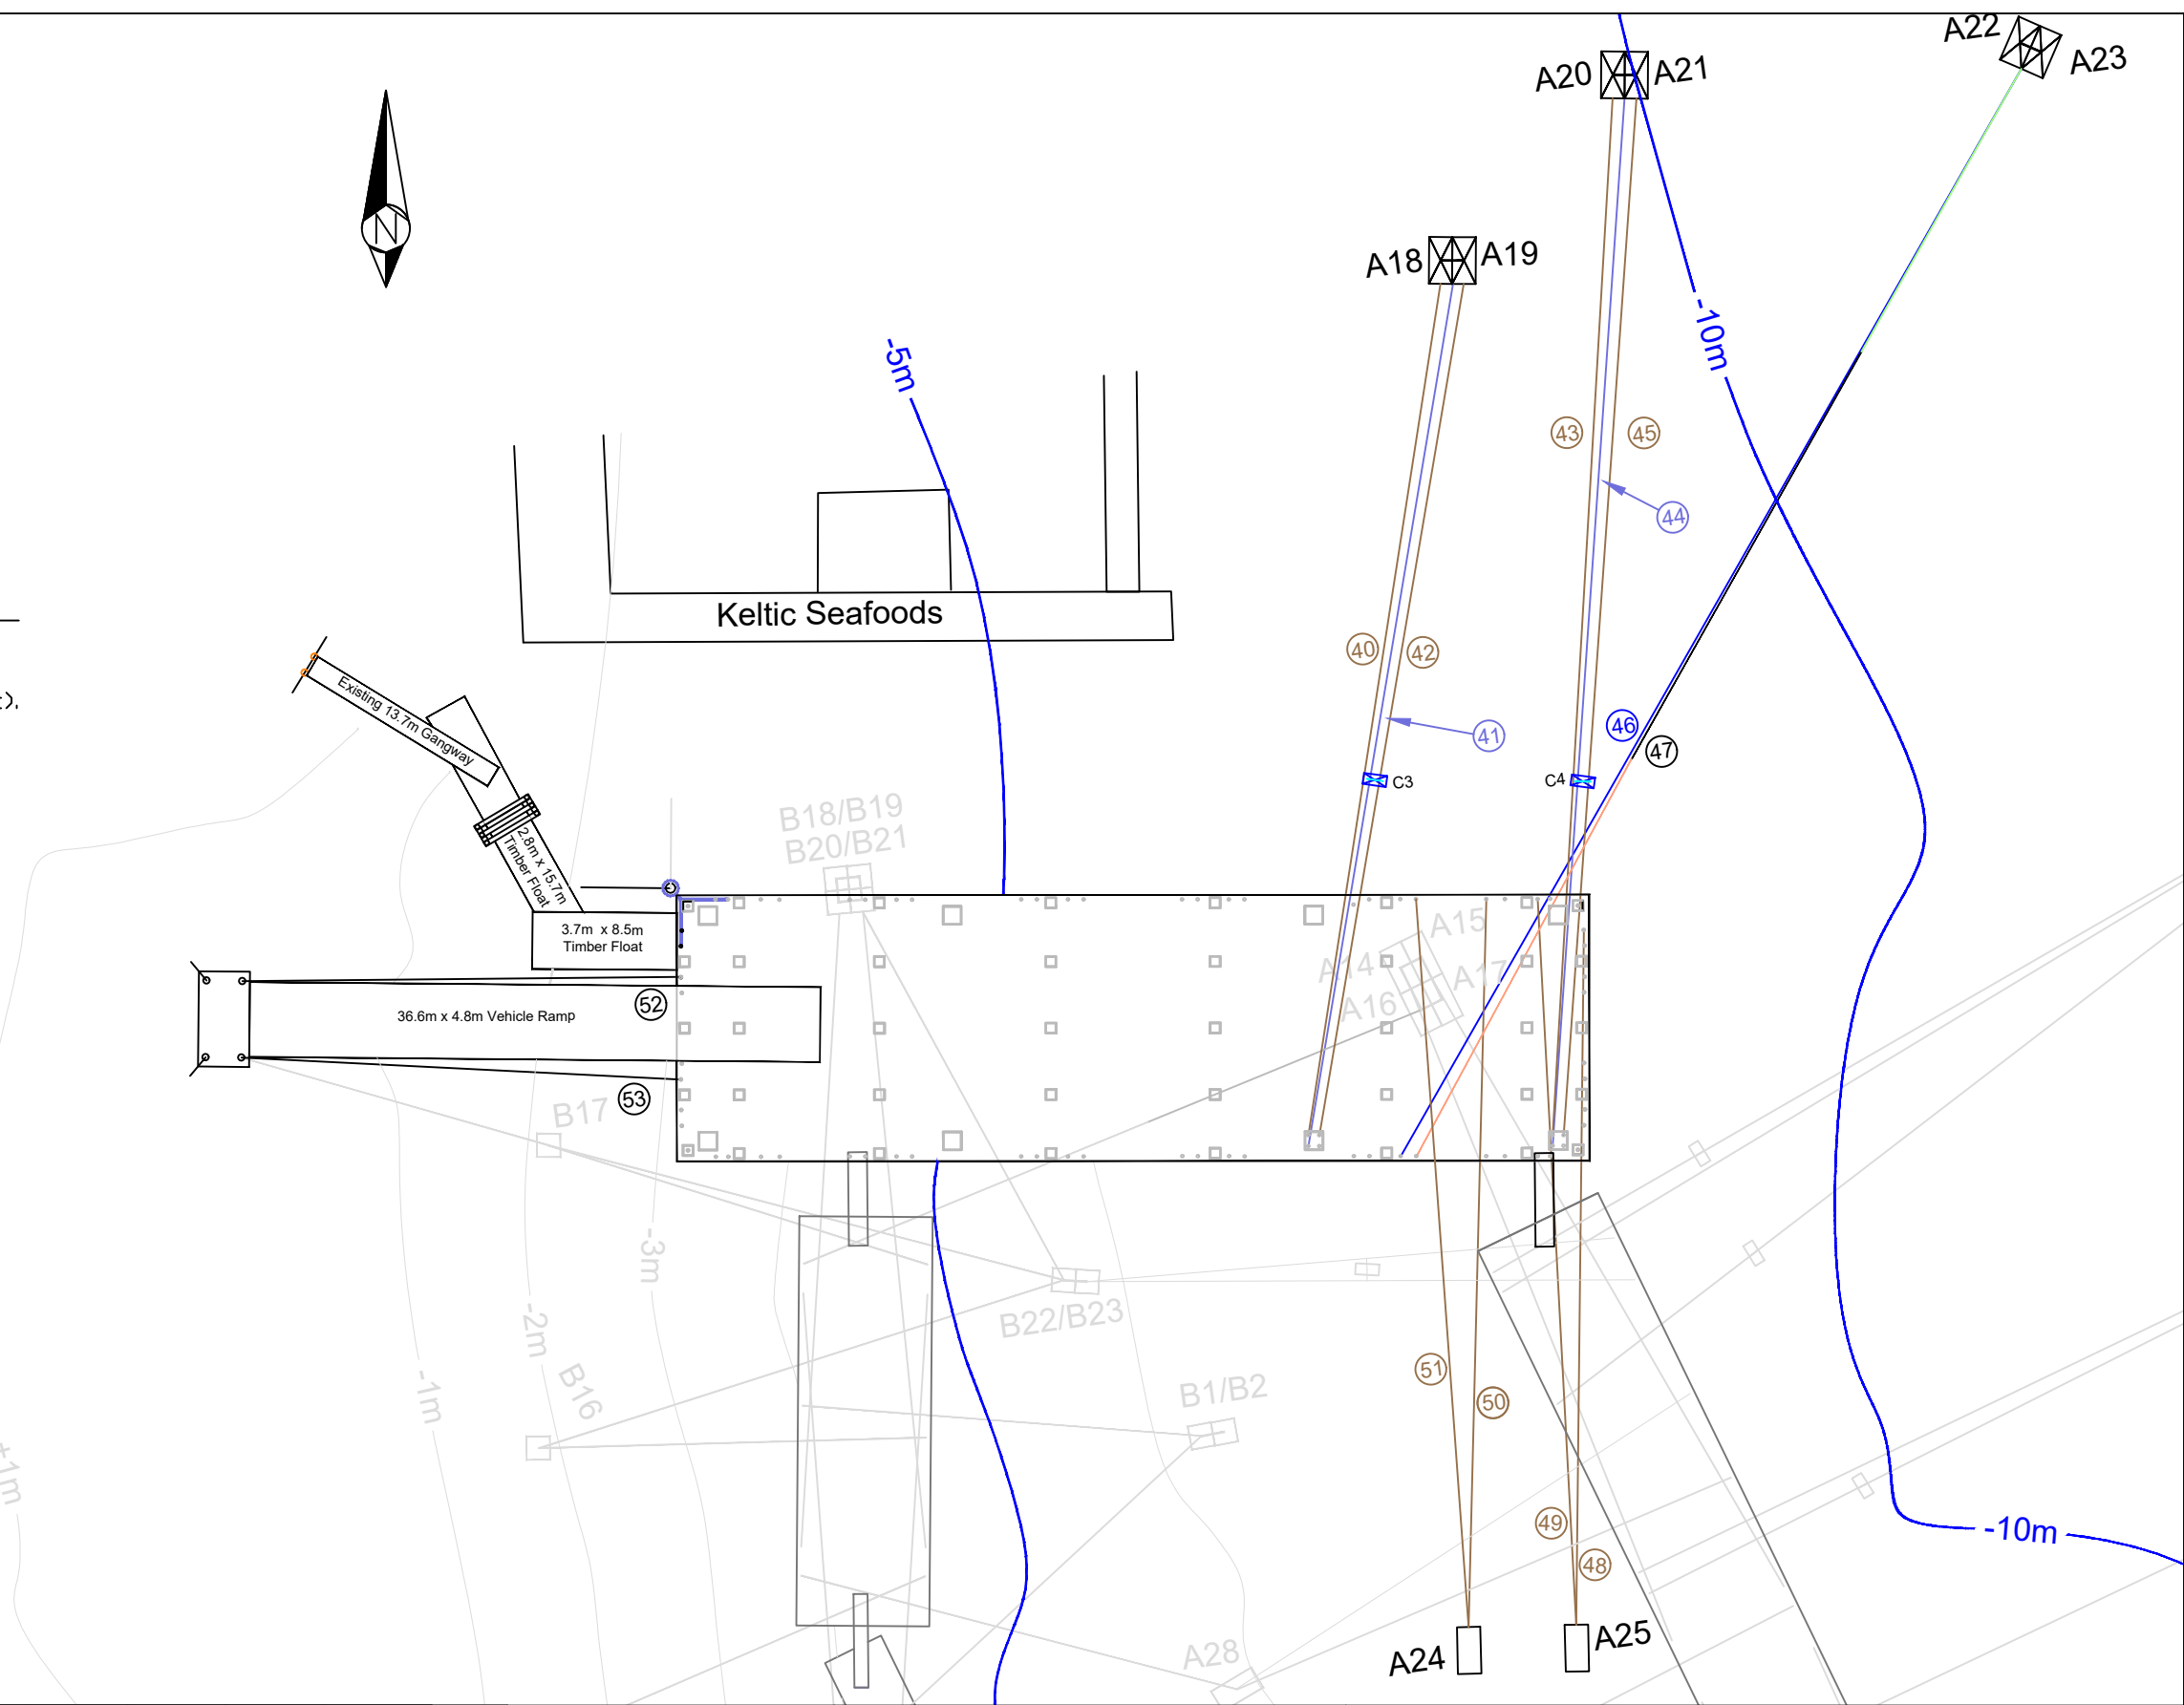 A22
A23
A20
A21
N
A18
A19
-10m
-5m
43
45
44
Keltic Seafoods
40
42
Existing 13.7m Gangway
46
47
41
C3
C4
B18/B19
B20/B21
2.8m x 15.7m
Timber Float
3.7m x 8.5m
Timber Float
A15
A14
A17
A16
52
36.6m x 4.8m Vehicle Ramp
53
B17
-3m
-2m
B22/B23
-1m
B16
B1/B2
51
50
+1m
49
-10m
48
A28
A24
A25